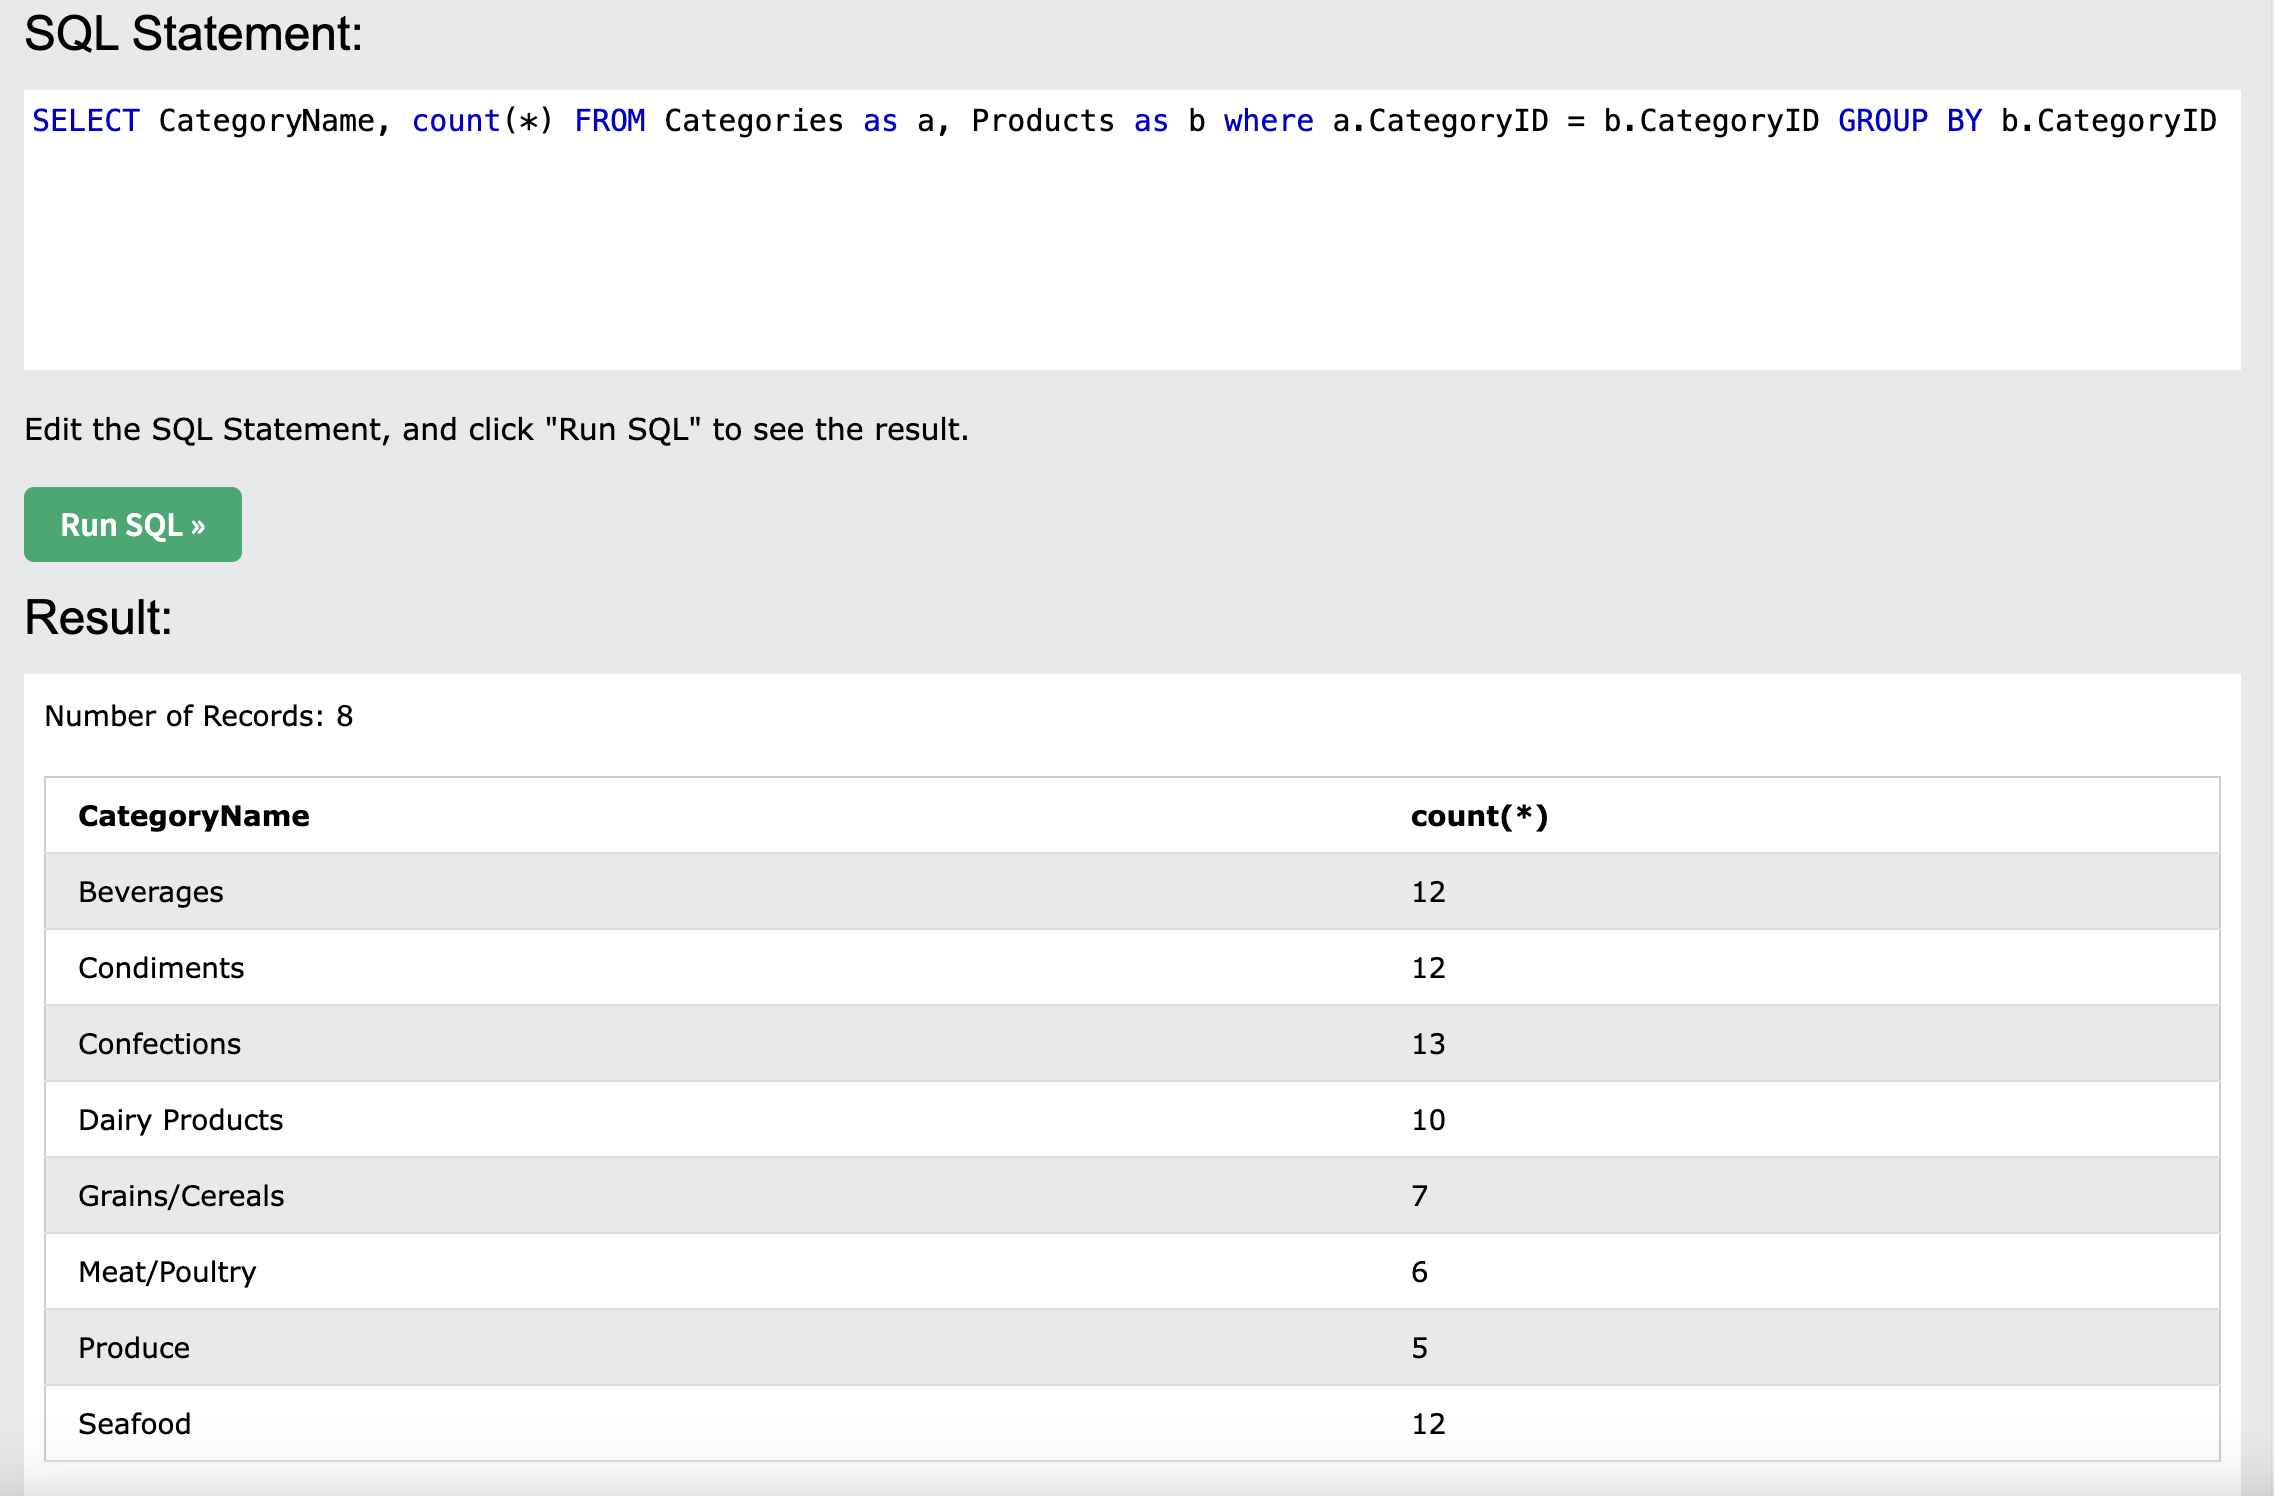 SQL Statement:
SELECT CategoryName, count(*) FROM Categories as a, Products as b where a.CategoryID = b.CategoryID GROUP BY b.CategoryID
Edit the SQL Statement, and click "Run SQL" to see the result.
Run SQL »
Result:
Number of Records: 8
CategoryName count(*)
Beverages 12
Condiments 12
Confections 13
Dairy Products 10
Grains/Cereals 7
Meat/Poultry 6
Produce 5
Seafood 12